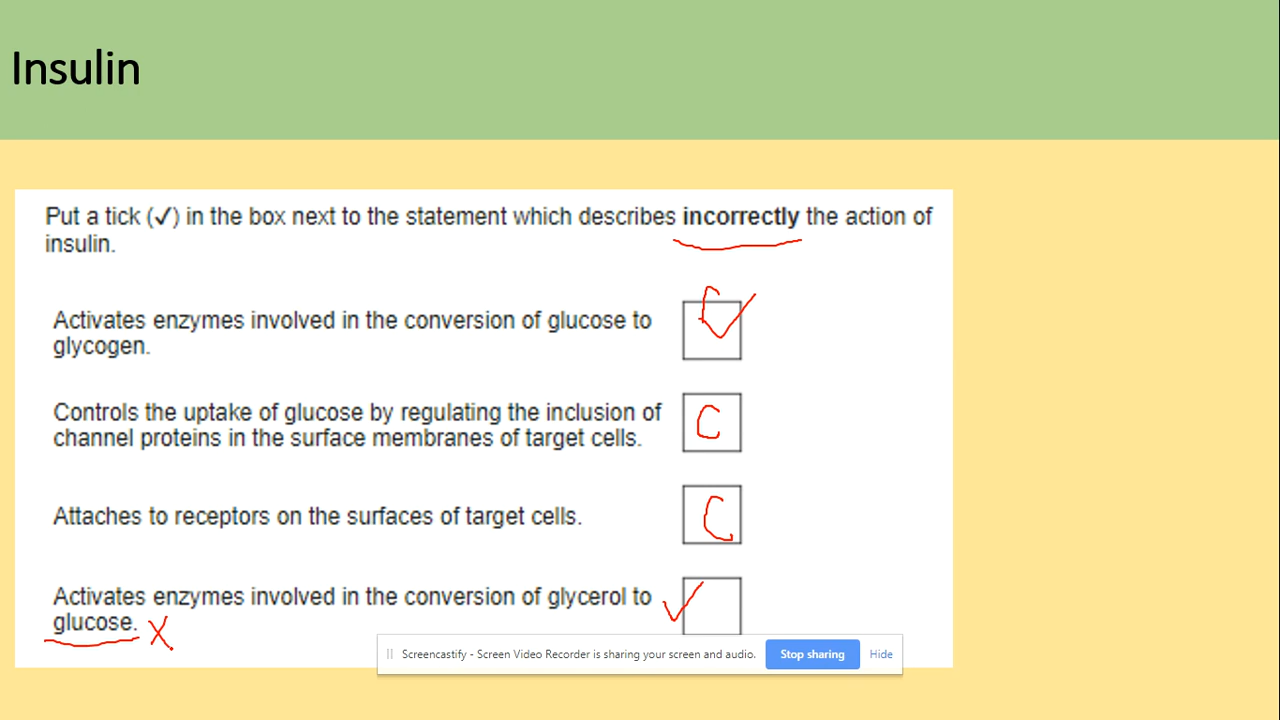 Insulin
Put a tick (✓) in the box next to the statement which describes incorrectly the action of
insulin.
Activates enzymes involved in the conversion of glucose to
glycogen.
✓
Controls the uptake of glucose by regulating the inclusion of
channel proteins in the surface membranes of target cells.
C
Attaches to receptors on the surfaces of target cells.
C
Activates enzymes involved in the conversion of glycerol to
glucose. X
✓
Screencastify - Screen Video Recorder is sharing your screen and audio. Stop sharing Hide